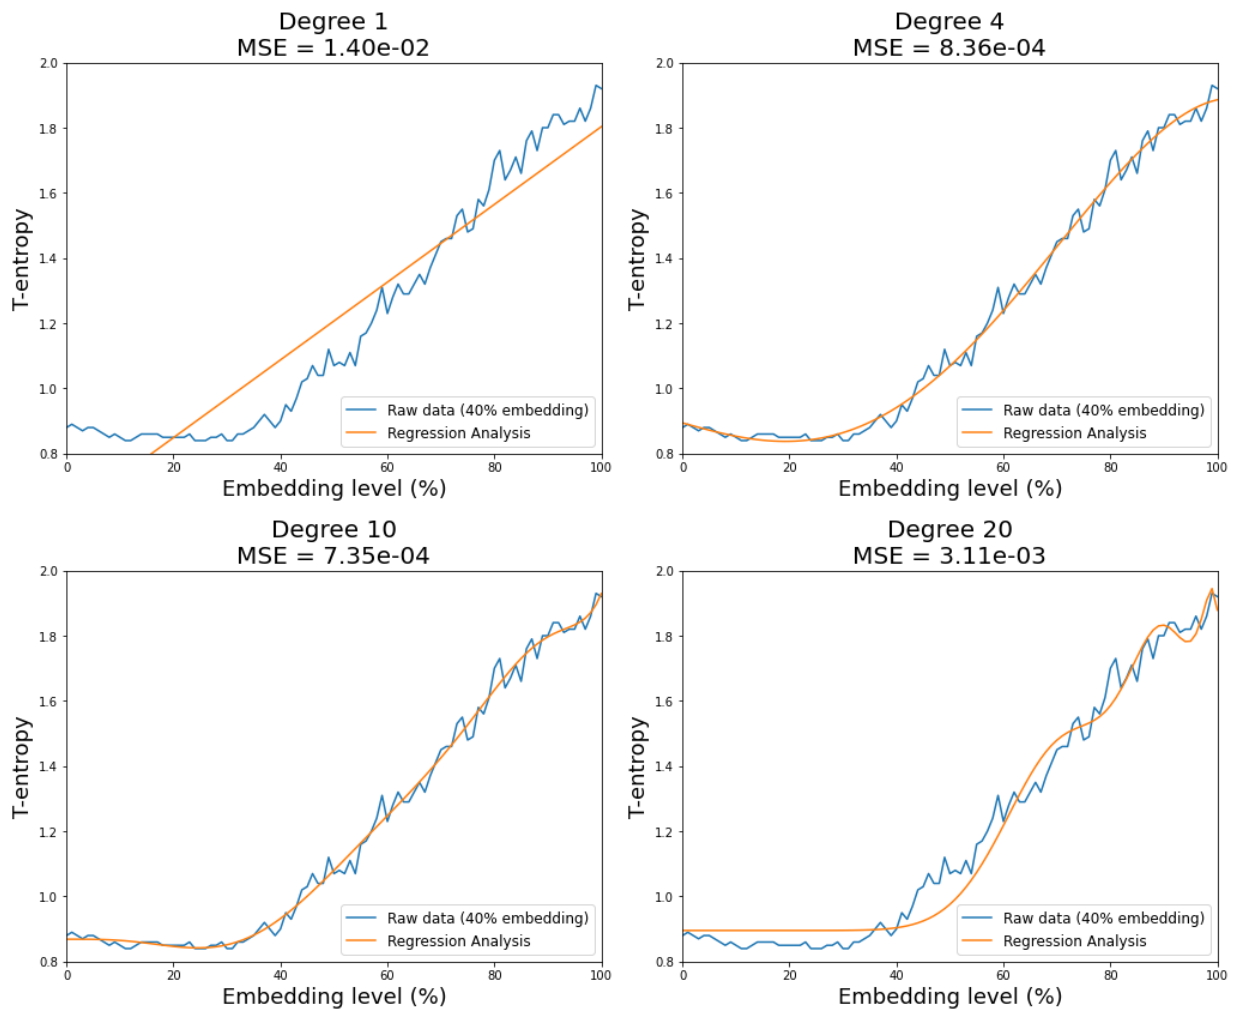 Degree 1
MSE = 1.40e-02
T-entropy
2.0
1.8
1.6
1.4
1.2
1.0
0.8
Raw data (40% embedding)
Regression Analysis
0 20 40 60 80 100
Embedding level (%)
Degree 4
MSE = 8.36e-04
T-entropy
2.0
1.8
1.6
1.4
1.2
1.0
0.8
Raw data (40% embedding)
Regression Analysis
0 20 40 60 80 100
Embedding level (%)
Degree 10
MSE = 7.35e-04
T-entropy
2.0
1.8
1.6
1.4
1.2
1.0
0.8
Raw data (40% embedding)
Regression Analysis
0 20 40 60 80 100
Embedding level (%)
Degree 20
MSE = 3.11e-03
T-entropy
2.0
1.8
1.6
1.4
1.2
1.0
0.8
Raw data (40% embedding)
Regression Analysis
0 20 40 60 80 100
Embedding level (%)